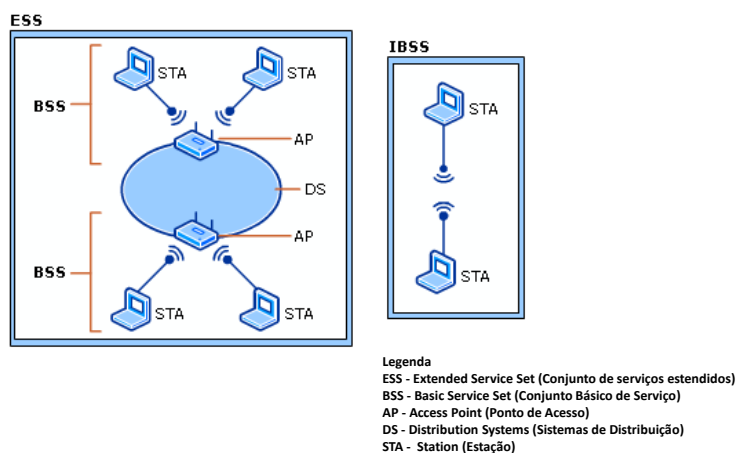 ESS
STA
STA
BSS
AP
DS
AP
BSS
STA
STA
IBSS
STA
STA
Legenda
ESS - Extended Service Set (Conjunto de serviços estendidos)
BSS - Basic Service Set (Conjunto Básico de Serviço)
AP - Access Point (Ponto de Acesso)
DS - Distribution Systems (Sistemas de Distribuição)
STA - Station (Estação)